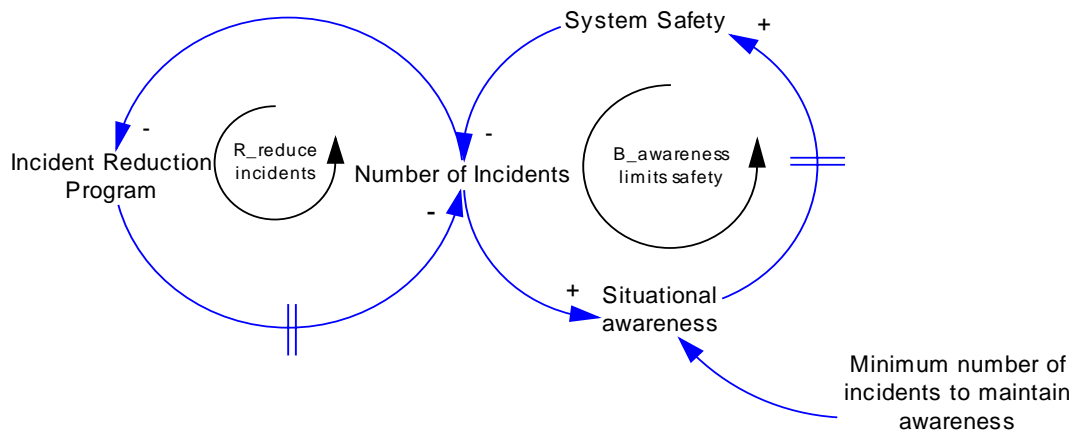 System Safety
+
-
-
R_reduce
incidents
B_awareness
limits safety
Incident Reduction
Program
Number of Incidents
-
+
Situational
awareness
Minimum number of
incidents to maintain
awareness